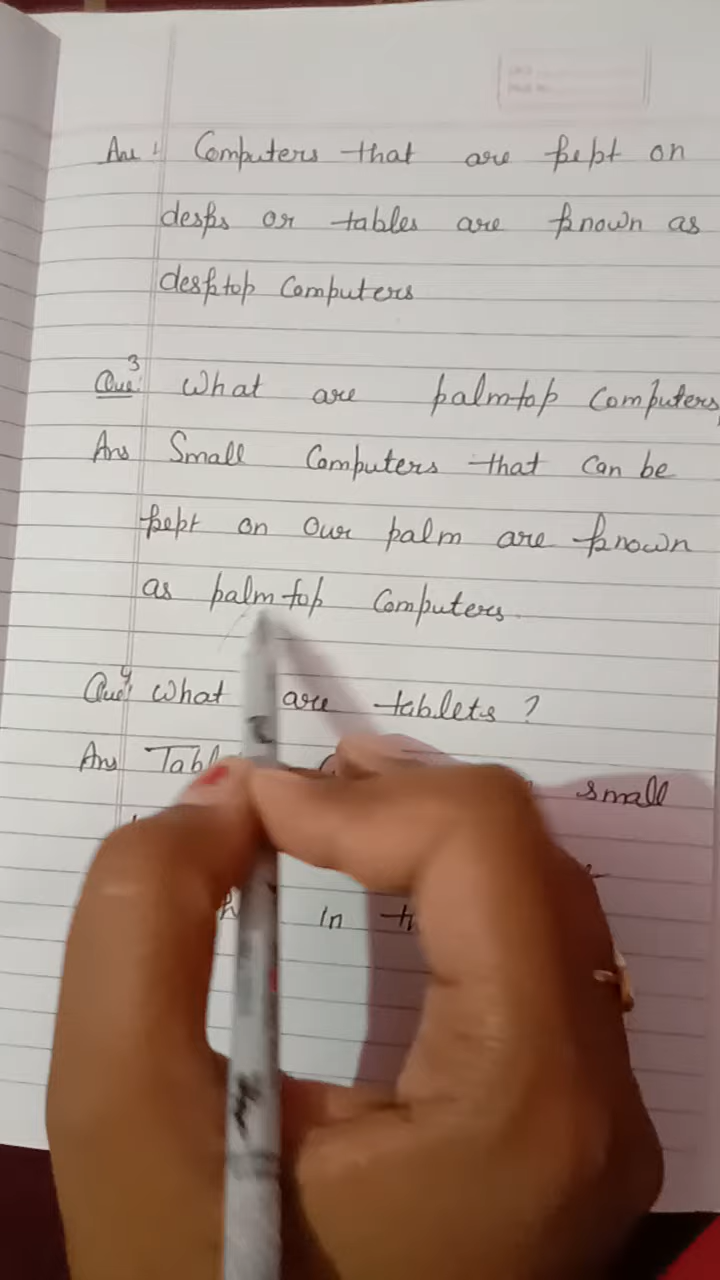 Ans : Computers that are kept on
desks or tables are known as
desktop Computers
Que 3: What are palmtop Computers
Ans Small Computers that can be
kept on our palm are known
as palmtop Computers.
Que 4: What are tablets ?
Ans small
in